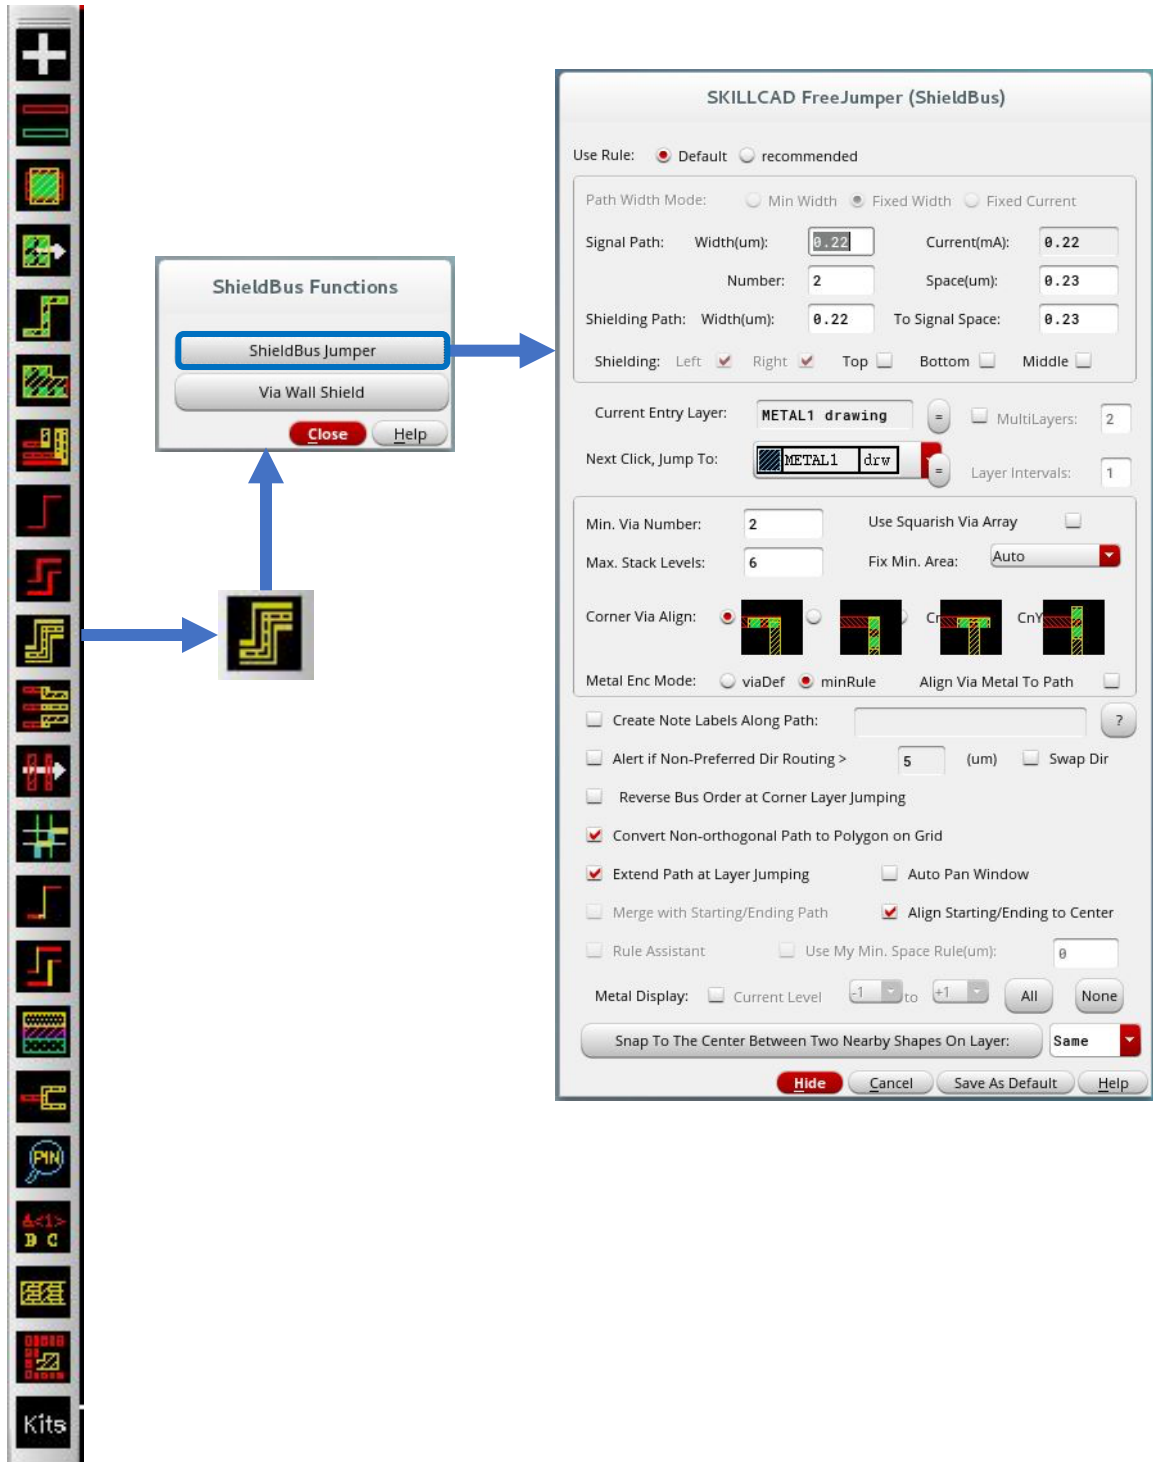 SKILLCAD FreeJumper (ShieldBus)
Use Rule: Default recommended
Path Width Mode: Min Width Fixed Width Fixed Current
Signal Path: Width(um): 0.22 Current(mA): 0.22
Number: 2 Space(um): 0.23
Shielding Path: Width(um): 0.22 To Signal Space: 0.23
Shielding: Left Right Top Bottom Middle
Current Entry Layer: METAL1 drawing = MultiLayers: 2
Next Click, Jump To: METAL1 drw = Layer Intervals: 1
Min. Via Number: 2 Use Squarish Via Array
Max. Stack Levels: 6 Fix Min. Area: Auto
Corner Via Align: CnY
Metal Enc Mode: viaDef minRule Align Via Metal To Path
Create Note Labels Along Path: ?
Alert if Non-Preferred Dir Routing > 5 (um) Swap Dir
Reverse Bus Order at Corner Layer Jumping
Convert Non-orthogonal Path to Polygon on Grid
Extend Path at Layer Jumping Auto Pan Window
Merge with Starting/Ending Path Align Starting/Ending to Center
Rule Assistant Use My Min. Space Rule(um): 0
Metal Display: Current Level -1 to +1 All None
Snap To The Center Between Two Nearby Shapes On Layer: Same
Hide Cancel Save As Default Help
ShieldBus Functions
ShieldBus Jumper
Via Wall Shield
Close Help
PIN
&<1>
B C
Kits